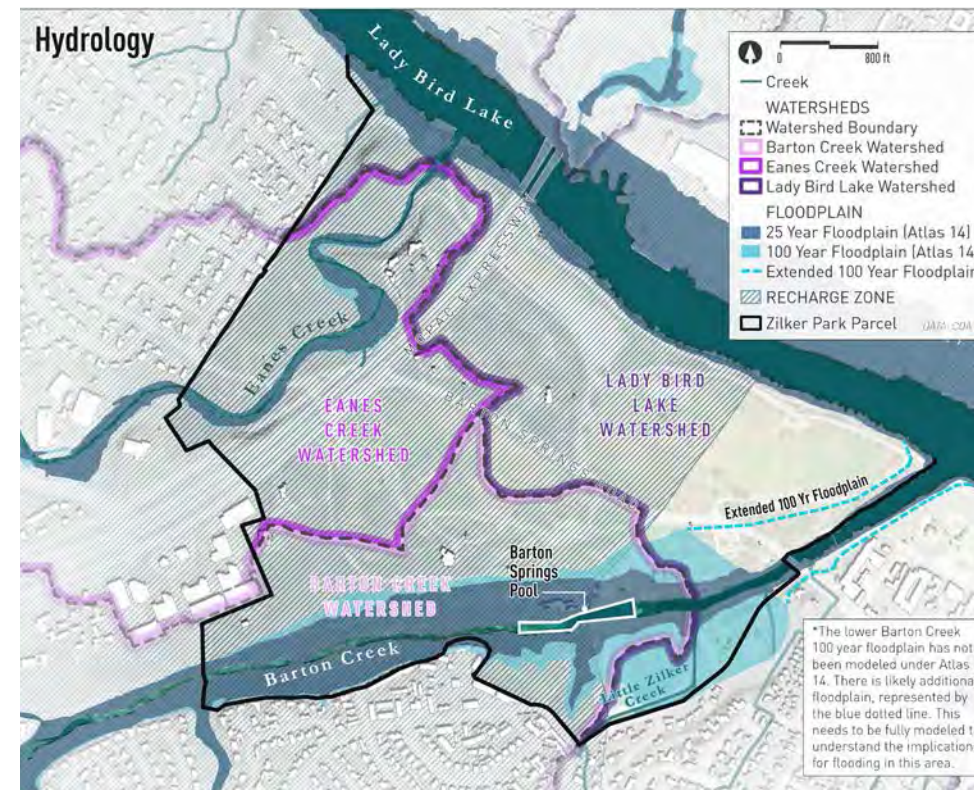 Hydrology
0 800 ft
Creek
WATERSHEDS
Watershed Boundary
Barton Creek Watershed
Eanes Creek Watershed
Lady Bird Lake Watershed
FLOODPLAIN
25 Year Floodplain (Atlas 14)
100 Year Floodplain (Atlas 14
Extended 100 Year Floodplain
RECHARGE ZONE
Zilker Park Parcel
Lady Bird Lake
MOPAC EXPRESSWAY
Eanes Creek
EANES
CREEK
WATERSHED
LADY BIRD
LAKE
WATERSHED
BARTON SPRINGS ROAD
Extended 100 Yr Floodplain
Barton
Springs
Pool
BARTON CREEK
WATERSHED
Barton Creek
Little Zilker
Creek
*The lower Barton Creek
100 year floodplain has not
been modeled under Atlas
14. There is likely additiona
floodplain, represented by
the blue dotted line. This
needs to be fully modeled t
understand the implication
for flooding in this area.